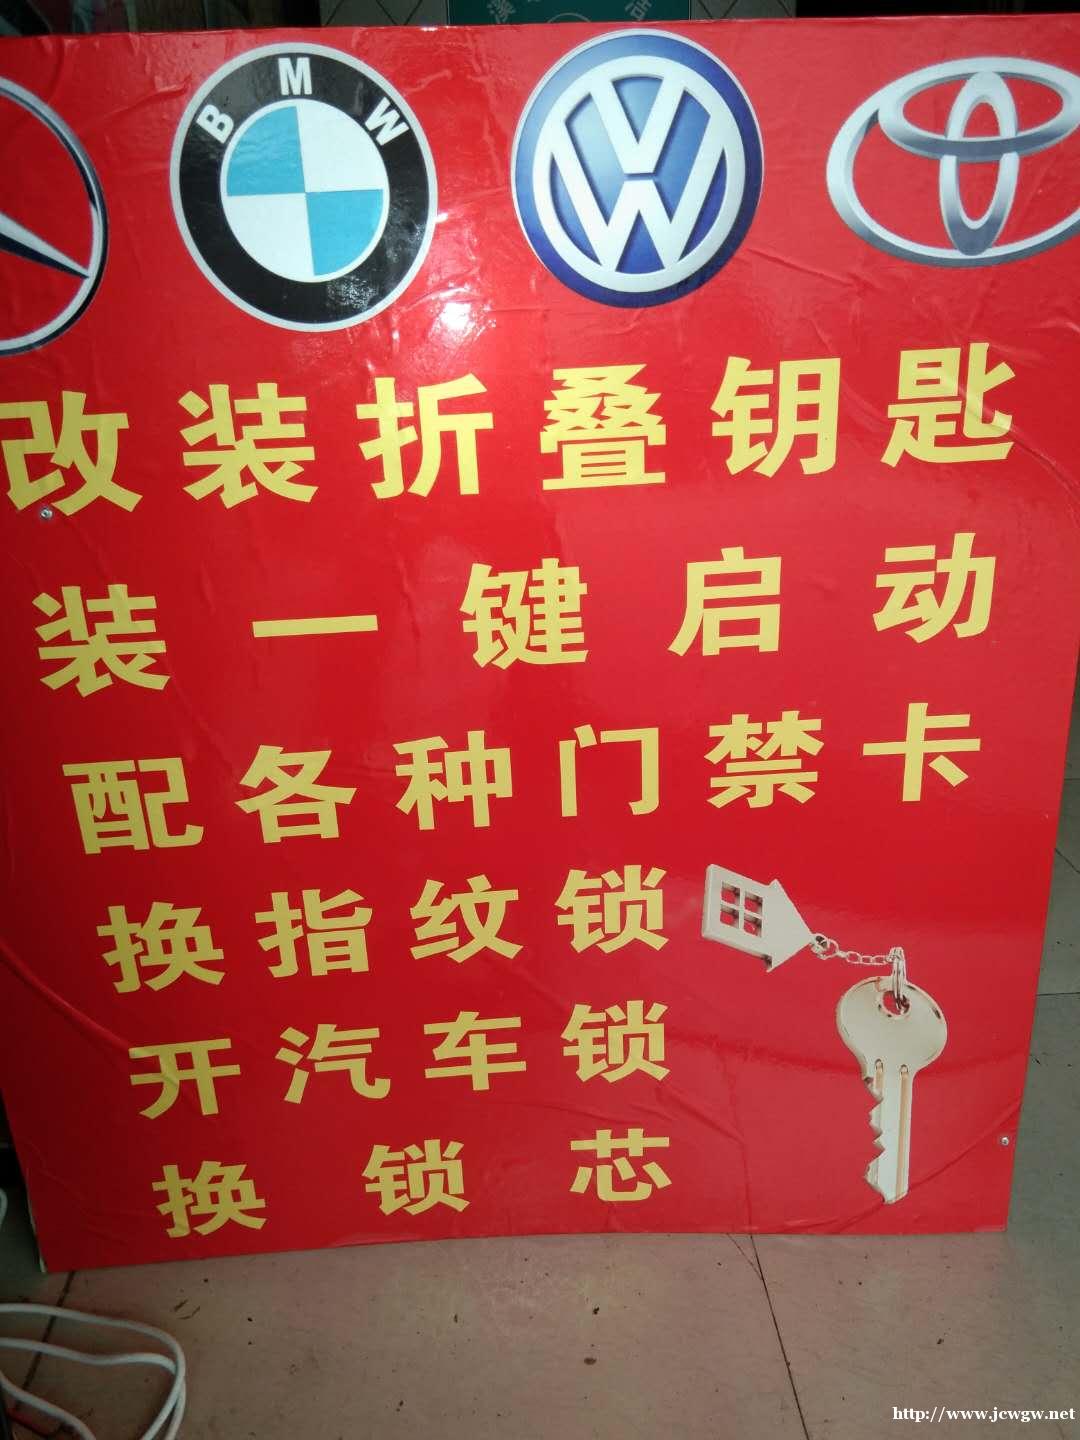 BMW
改装折叠钥匙
装一键启动
配各种门禁卡
换指纹锁
开汽车锁
换锁芯
http://www.jcwgw.net